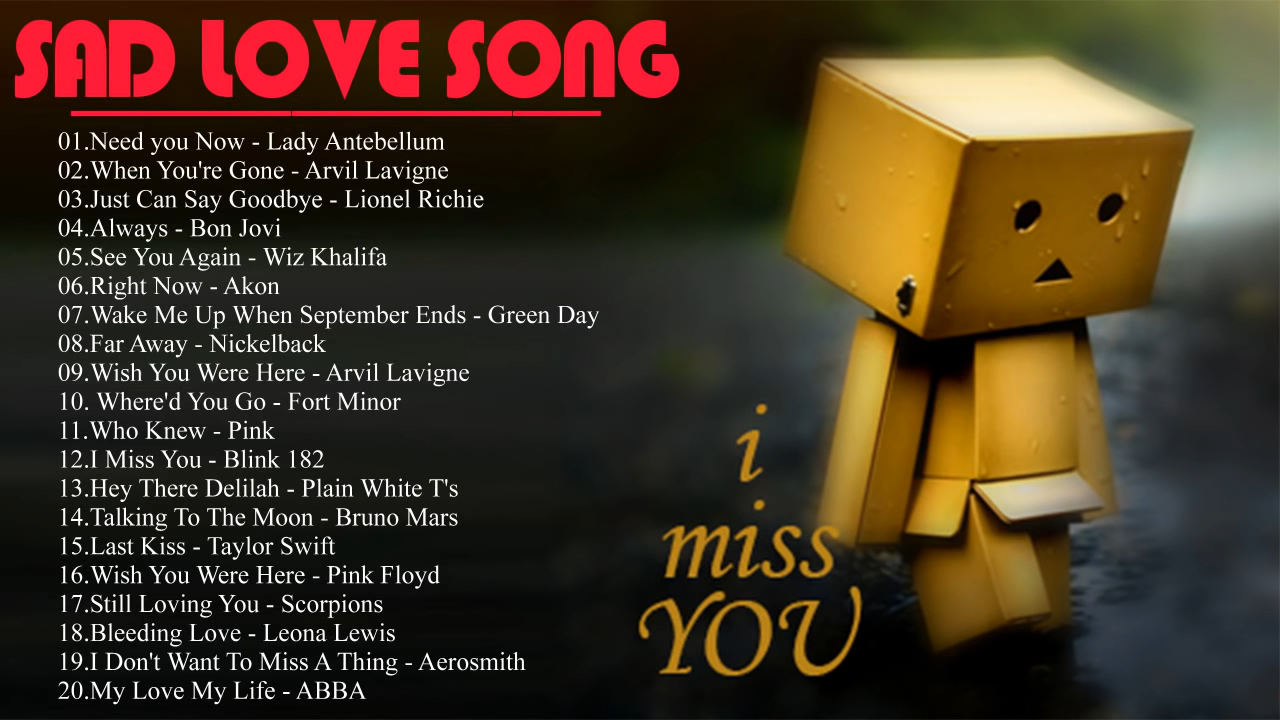 SAD LOVE SONG
01.Need you Now - Lady Antebellum
02.When You're Gone - Arvil Lavigne
03.Just Can Say Goodbye - Lionel Richie
04.Always - Bon Jovi
05.See You Again - Wiz Khalifa
06.Right Now - Akon
07.Wake Me Up When September Ends - Green Day
08.Far Away - Nickelback
09.Wish You Were Here - Arvil Lavigne
10. Where'd You Go - Fort Minor
11.Who Knew - Pink
12.I Miss You - Blink 182
13.Hey There Delilah - Plain White T's
14.Talking To The Moon - Bruno Mars
15.Last Kiss - Taylor Swift
16.Wish You Were Here - Pink Floyd
17.Still Loving You - Scorpions
18.Bleeding Love - Leona Lewis
19.I Don't Want To Miss A Thing - Aerosmith
20.My Love My Life - ABBA
i
miss
YOU